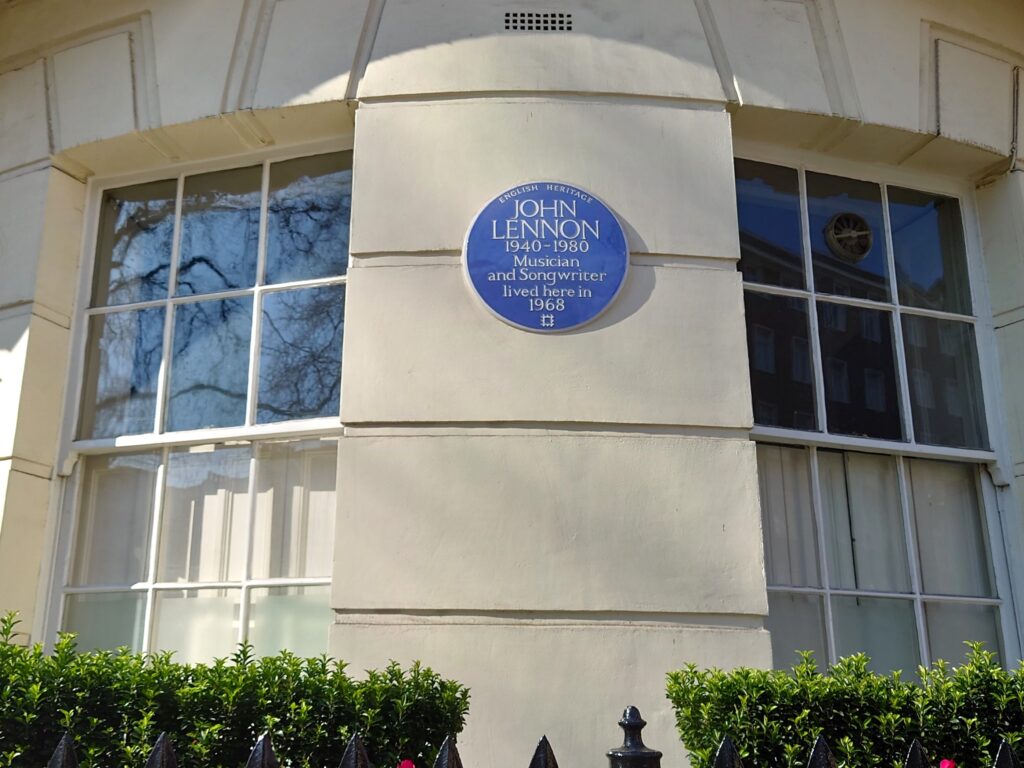 ENGLISH HERITAGE
JOHN
LENNON
1940-1980
Musician
and Songwriter
lived here in
1968